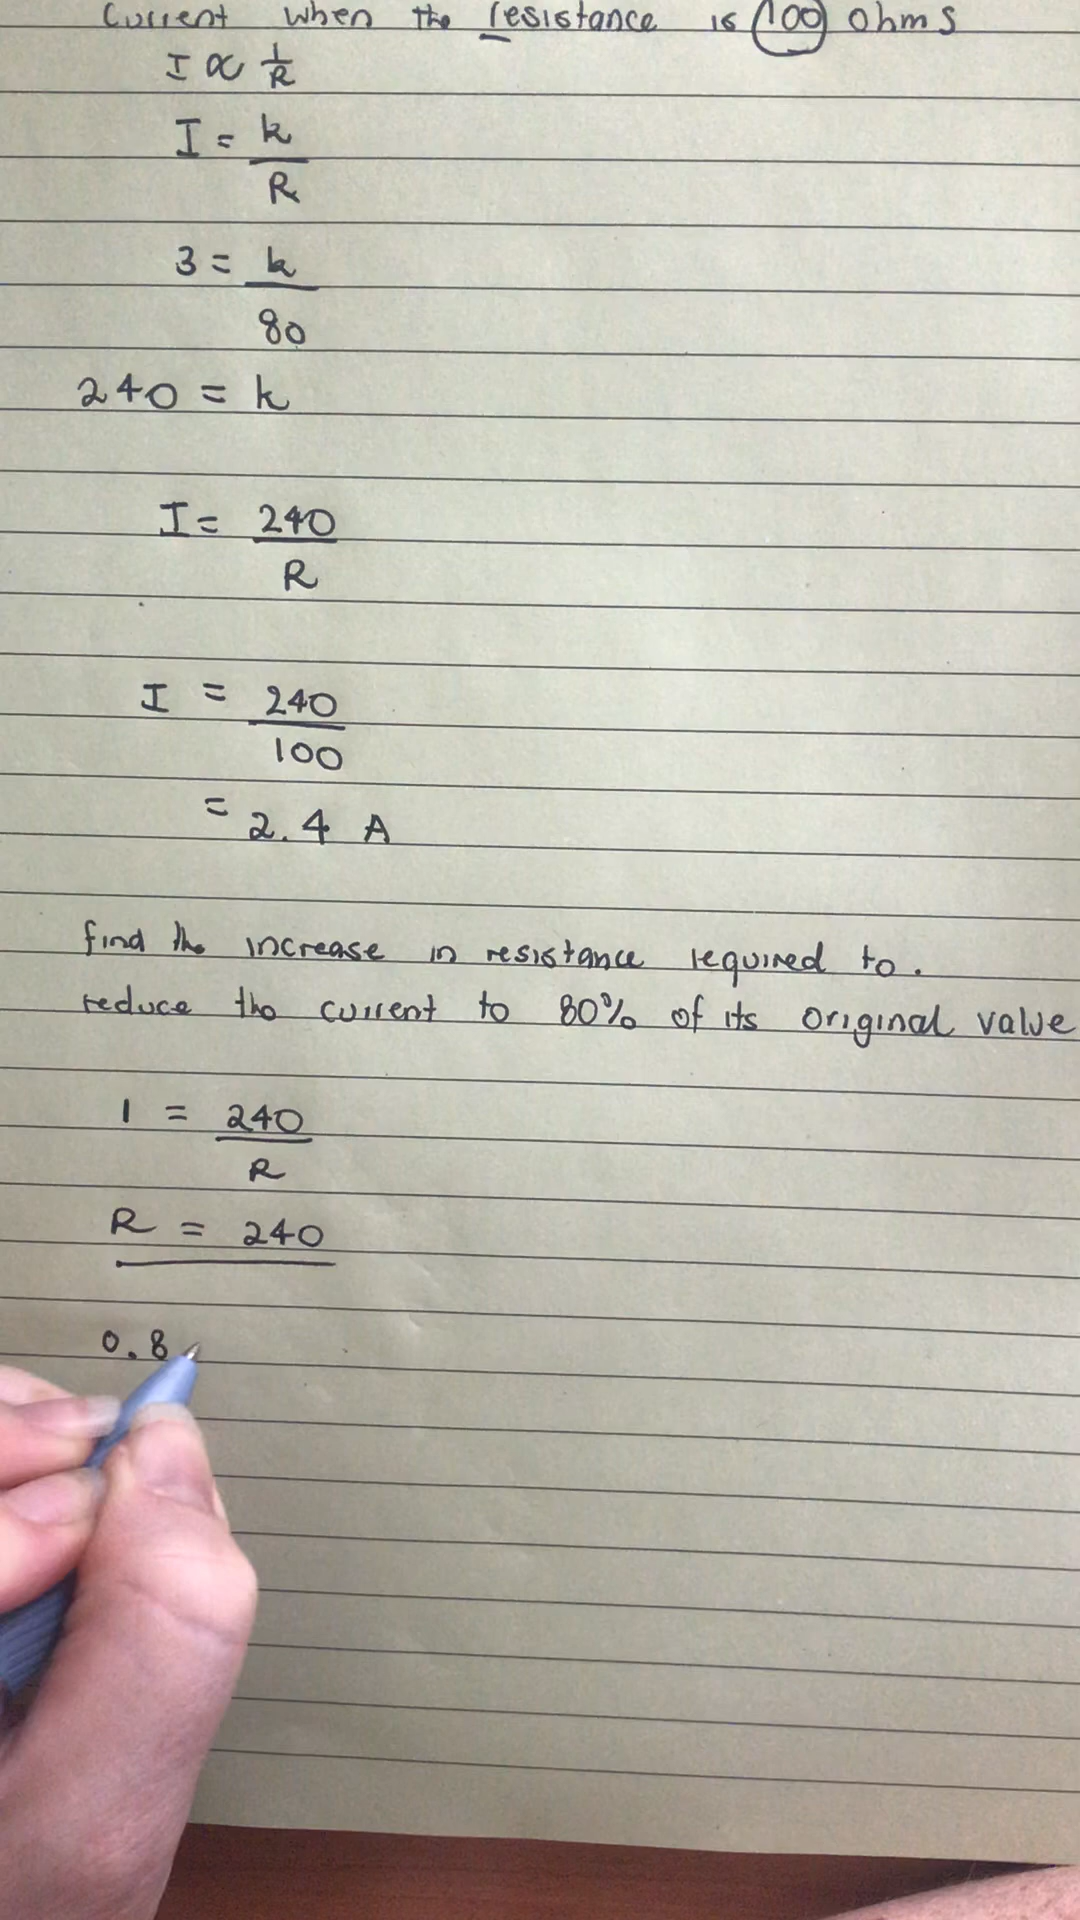 Current when the resistance is 100 ohms
I ∝ 1/R
I = k/R
3 = k/80
240 = k
I = 240/R
I = 240/100
= 2.4 A
find the increase in resistance required to.
reduce the current to 80% of its original value
1 = 240/R
R = 240
0.8